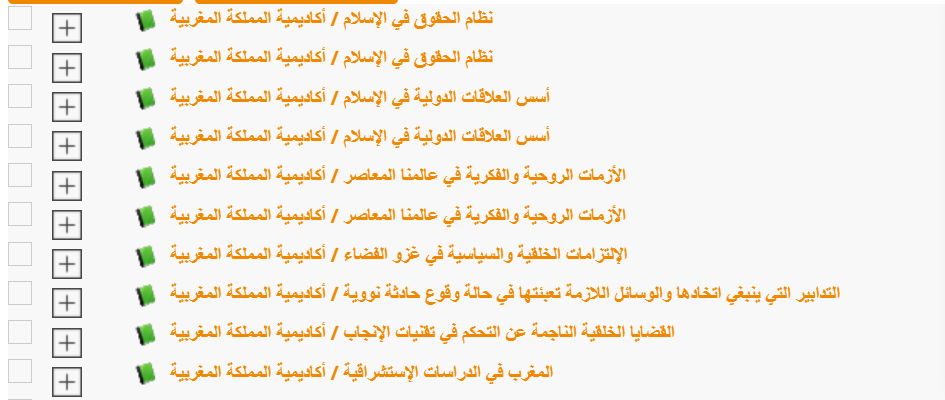 نظام الحقوق في الإسلام / أكاديمية المملكة المغربية
نظام الحقوق في الإسلام / أكاديمية المملكة المغربية
أسس العلاقات الدولية في الإسلام / أكاديمية المملكة المغربية
أسس العلاقات الدولية في الإسلام / أكاديمية المملكة المغربية
الأزمات الروحية والفكرية في عالمنا المعاصر / أكاديمية المملكة المغربية
الأزمات الروحية والفكرية في عالمنا المعاصر / أكاديمية المملكة المغربية
الإلتزامات الخلقية والسياسية في غزو الفضاء / أكاديمية المملكة المغربية
التدابير التي ينبغي اتخادها والوسائل اللازمة تعبئتها في حالة وقوع حادثة نووية / أكاديمية المملكة المغربية
القضايا الخلقية الناجمة عن التحكم في تقنيات الإنجاب / أكاديمية المملكة المغربية
المغرب في الدراسات الإستشراقية / أكاديمية المملكة المغربية